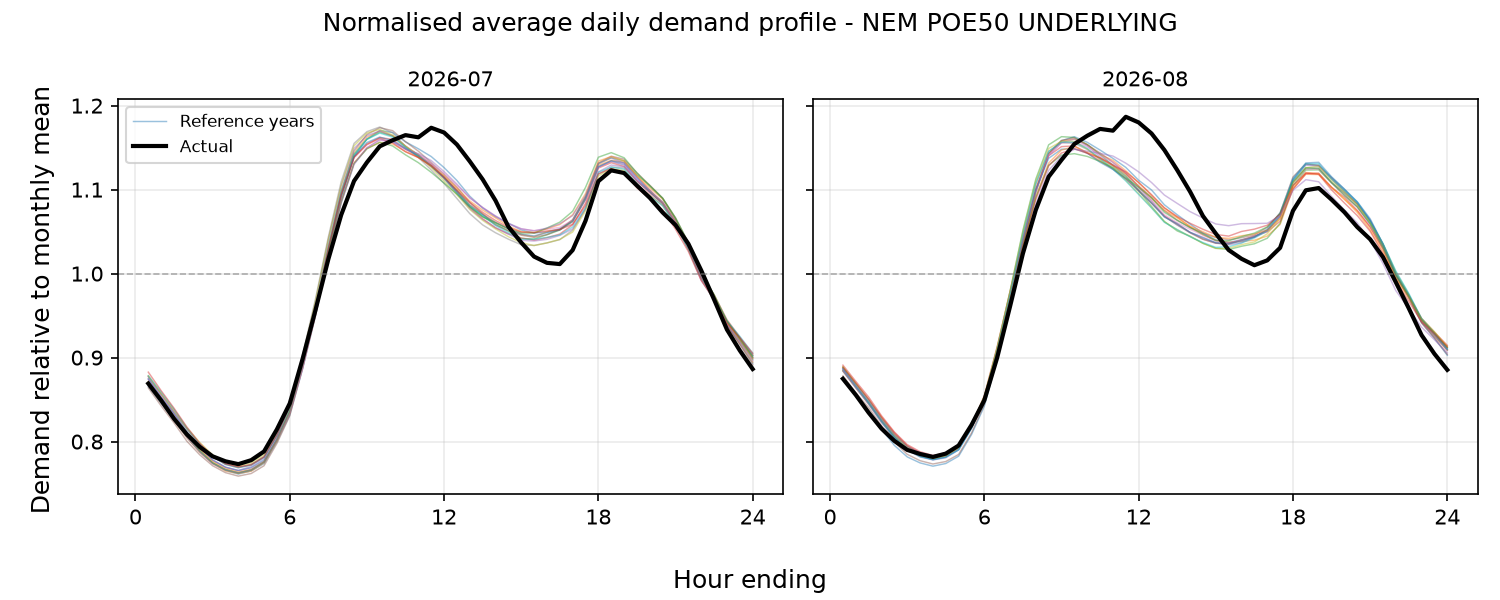 Normalised average daily demand profile - NEM POE50 UNDERLYING
2026-07
2026-08
Demand relative to monthly mean
1.2
1.1
1.0
0.9
0.8
Reference years
Actual
0 6 12 18 24
0 6 12 18 24
Hour ending